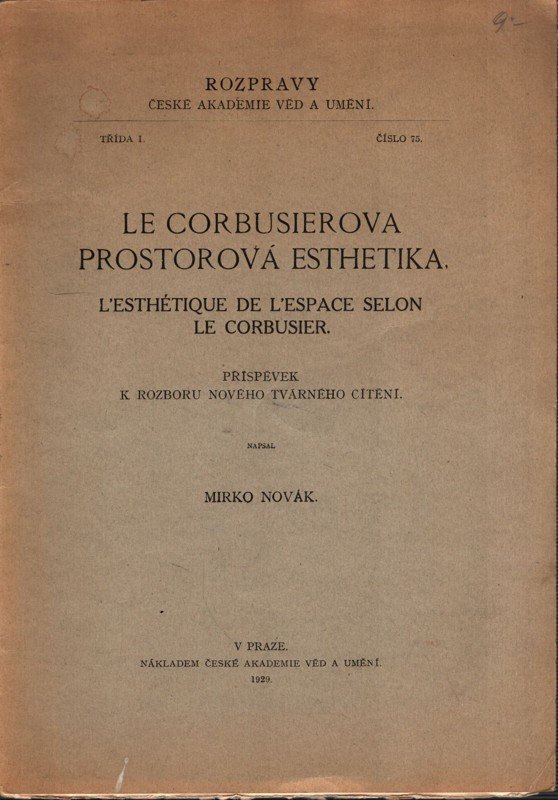 9·–
ROZPRAVY
ČESKÉ AKADEMIE VĚD A UMĚNÍ.
TŘÍDA I. ČÍSLO 75.
LE CORBUSIEROVA
PROSTOROVÁ ESTHETIKA.
L'ESTHÉTIQUE DE L'ESPACE SELON
LE CORBUSIER.
PŘÍSPĚVEK
K ROZBORU NOVÉHO TVÁRNÉHO CÍTĚNÍ.
NAPSAL
MIRKO NOVÁK.
V PRAZE.
NÁKLADEM ČESKÉ AKADEMIE VĚD A UMĚNÍ.
1929.